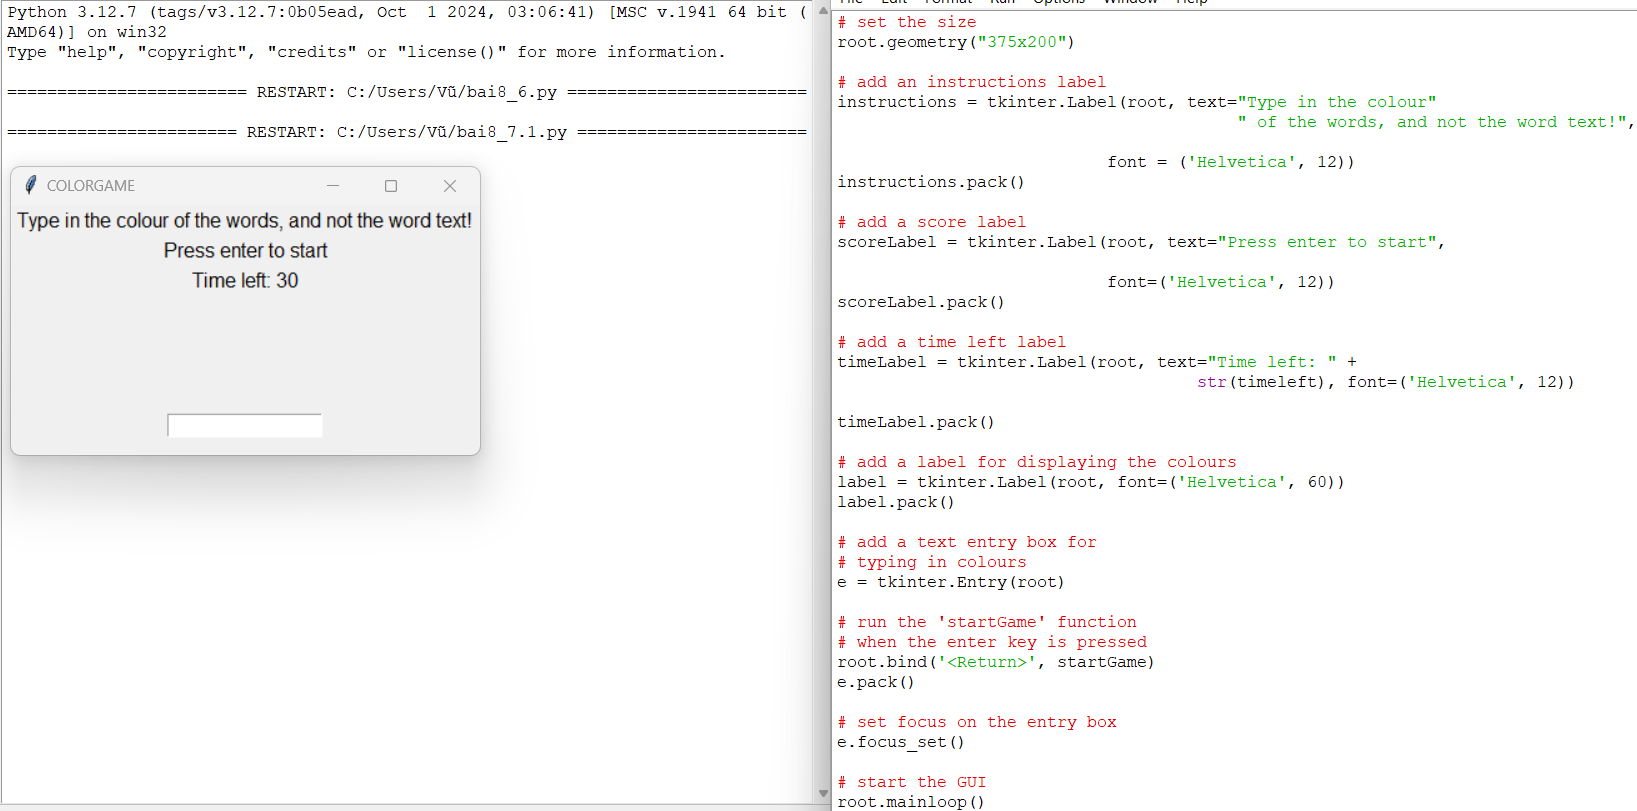 Python 3.12.7 (tags/v3.12.7:0b05ead, Oct  1 2024, 03:06:41) [MSC v.1941 64 bit (
AMD64)] on win32
Type "help", "copyright", "credits" or "license()" for more information.
======================== RESTART: C:/Users/Vũ/bai8_6.py ========================
======================= RESTART: C:/Users/Vũ/bai8_7.1.py =======================
COLORGAME
Type in the colour of the words, and not the word text!
Press enter to start
Time left: 30
File Edit Format Run Options Window Help
# set the size
root.geometry("375x200")
# add an instructions label
instructions = tkinter.Label(root, text="Type in the colour"
" of the words, and not the word text!",
font = ('Helvetica', 12))
instructions.pack()
# add a score label
scoreLabel = tkinter.Label(root, text="Press enter to start",
font=('Helvetica', 12))
scoreLabel.pack()
# add a time left label
timeLabel = tkinter.Label(root, text="Time left: " +
str(timeleft), font=('Helvetica', 12))
timeLabel.pack()
# add a label for displaying the colours
label = tkinter.Label(root, font=('Helvetica', 60))
label.pack()
# add a text entry box for
# typing in colours
e = tkinter.Entry(root)
# run the 'startGame' function
# when the enter key is pressed
root.bind('<Return>', startGame)
e.pack()
# set focus on the entry box
e.focus_set()
# start the GUI
root.mainloop()